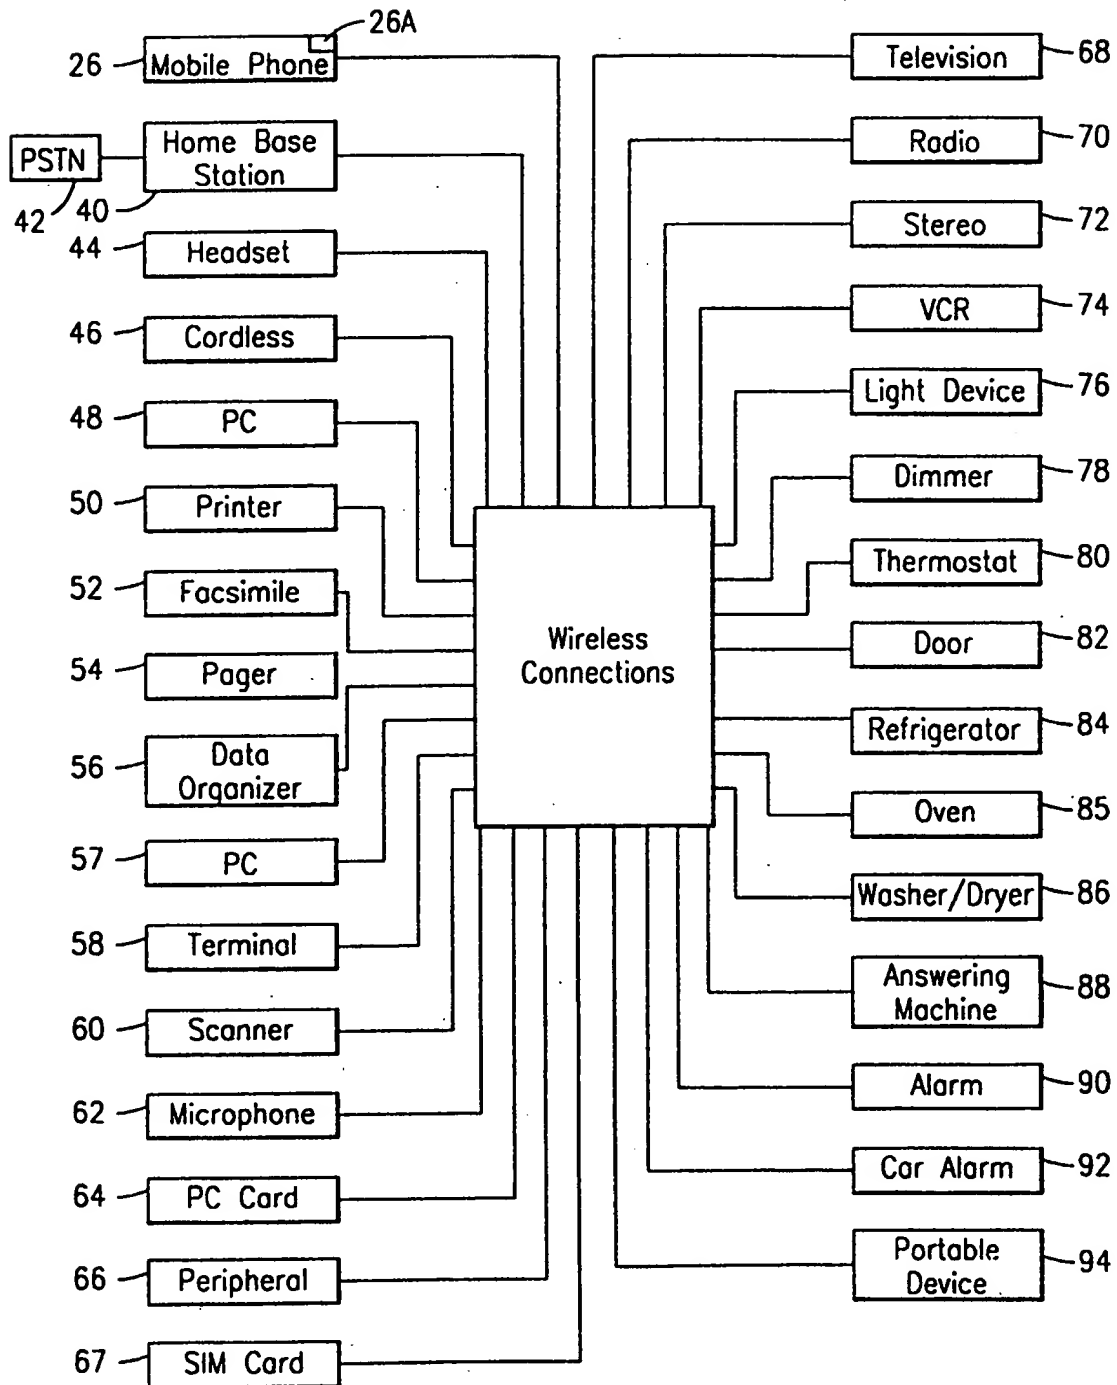 26A
26
Mobile Phone
PSTN
42
Home Base
Station
40
44
Headset
46
Cordless
48
PC
50
Printer
52
Facsimile
54
Pager
56
Data
Organizer
57
PC
58
Terminal
60
Scanner
62
Microphone
64
PC Card
66
Peripheral
67
SIM Card
Wireless
Connections
Television
68
Radio
70
Stereo
72
VCR
74
Light Device
76
Dimmer
78
Thermostat
80
Door
82
Refrigerator
84
Oven
85
Washer/Dryer
86
Answering
Machine
88
Alarm
90
Car Alarm
92
Portable
Device
94